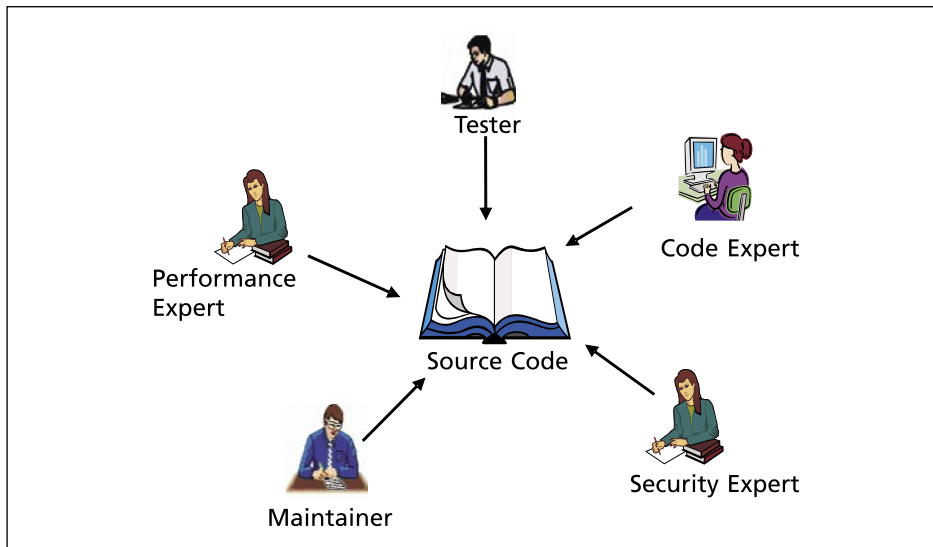 Tester
Code Expert
Performance
Expert
Source Code
Security Expert
Maintainer